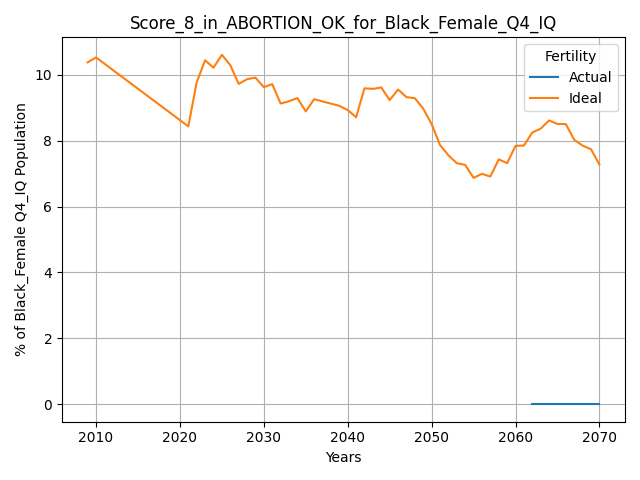 Score_8_in_ABORTION_OK_for_Black_Female_Q4_IQ
Fertility
Actual
Ideal
% of Black_Female Q4_IQ Population
10
8
6
4
2
0
2010 2020 2030 2040 2050 2060 2070
Years